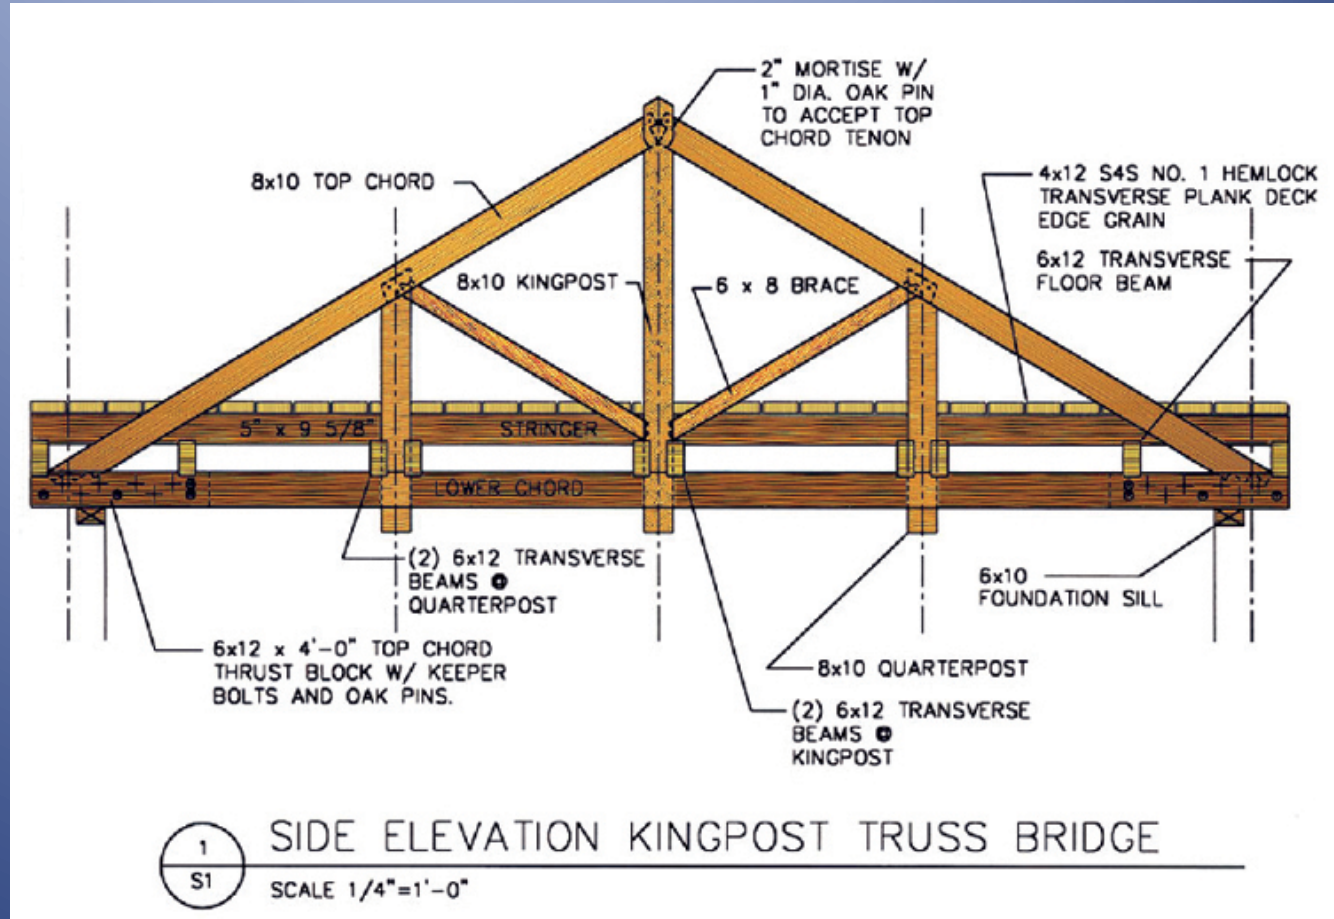 2" MORTISE W/
1" DIA. OAK PIN
TO ACCEPT TOP
CHORD TENON
8x10 TOP CHORD
4x12 S4S NO. 1 HEMLOCK
TRANSVERSE PLANK DECK
EDGE GRAIN
6x12 TRANSVERSE
FLOOR BEAM
8x10 KINGPOST
6 x 8 BRACE
5" x 9 5/8"
STRINGER
LOWER CHORD
(2) 6x12 TRANSVERSE
BEAMS @
QUARTERPOST
6x10
FOUNDATION SILL
6x12 x 4'-0" TOP CHORD
THRUST BLOCK W/ KEEPER
BOLTS AND OAK PINS.
8x10 QUARTERPOST
(2) 6x12 TRANSVERSE
BEAMS @
KINGPOST
1
S1
SIDE ELEVATION KINGPOST TRUSS BRIDGE
SCALE 1/4"=1'-0"